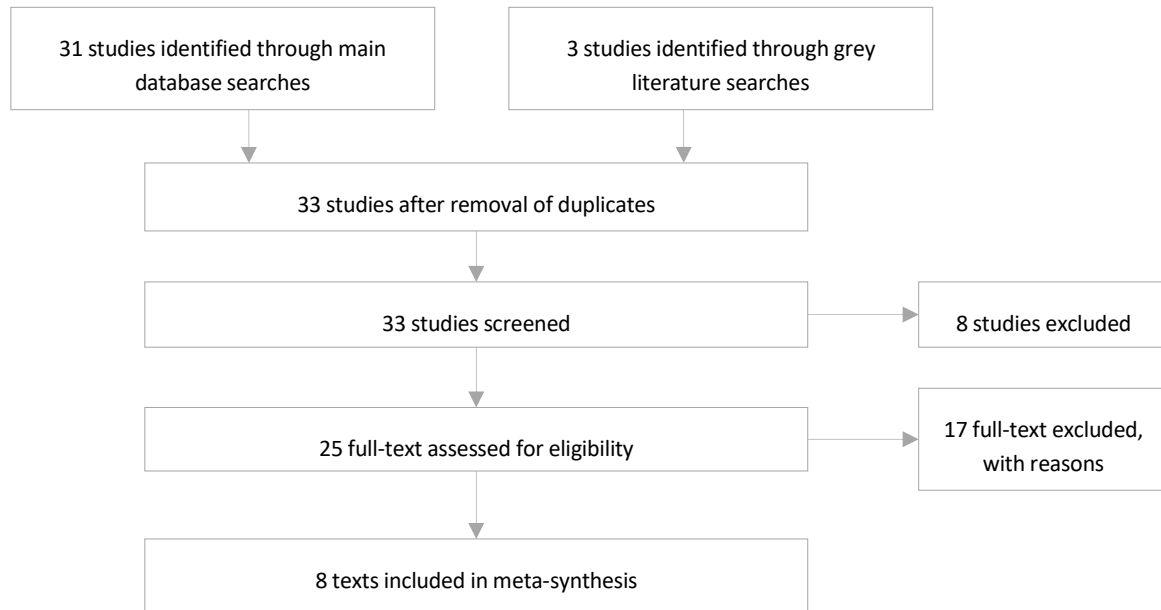 31 studies identified through main
database searches
3 studies identified through grey
literature searches
33 studies after removal of duplicates
33 studies screened
8 studies excluded
25 full-text assessed for eligibility
17 full-text excluded,
with reasons
8 texts included in meta-synthesis